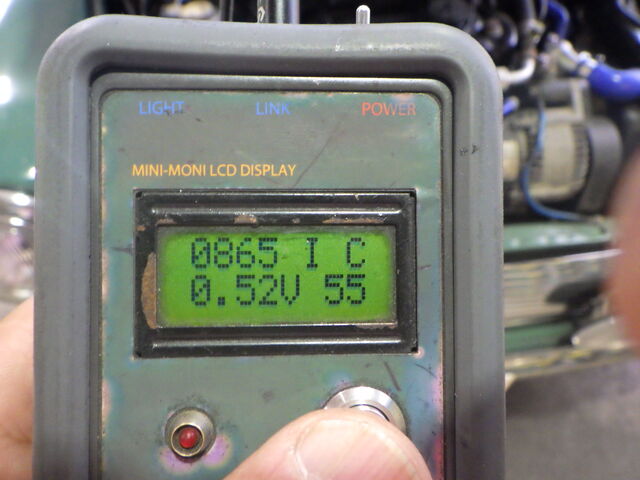 LIGHT LINK POWER
MINI-MONI LCD DISPLAY
0865 I C
0.52V 55